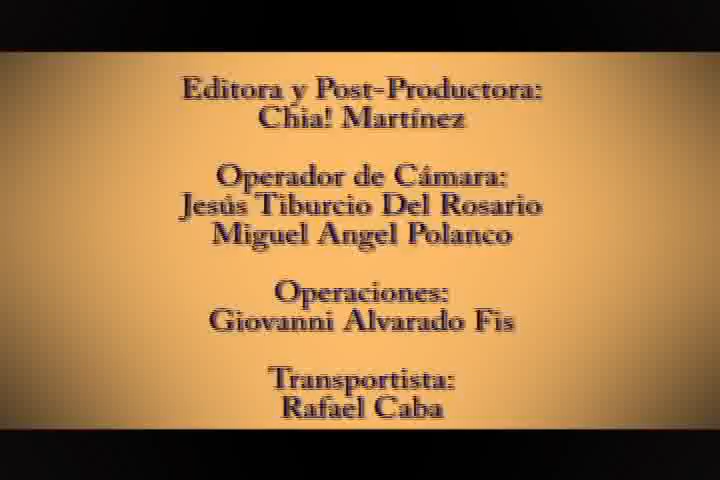 Editora y Post-Productora:
Chia! Martínez
Operador de Cámara:
Jesús Tiburcio Del Rosario
Miguel Angel Polanco
Operaciones:
Giovanni Alvarado Fis
Transportista:
Rafael Caba